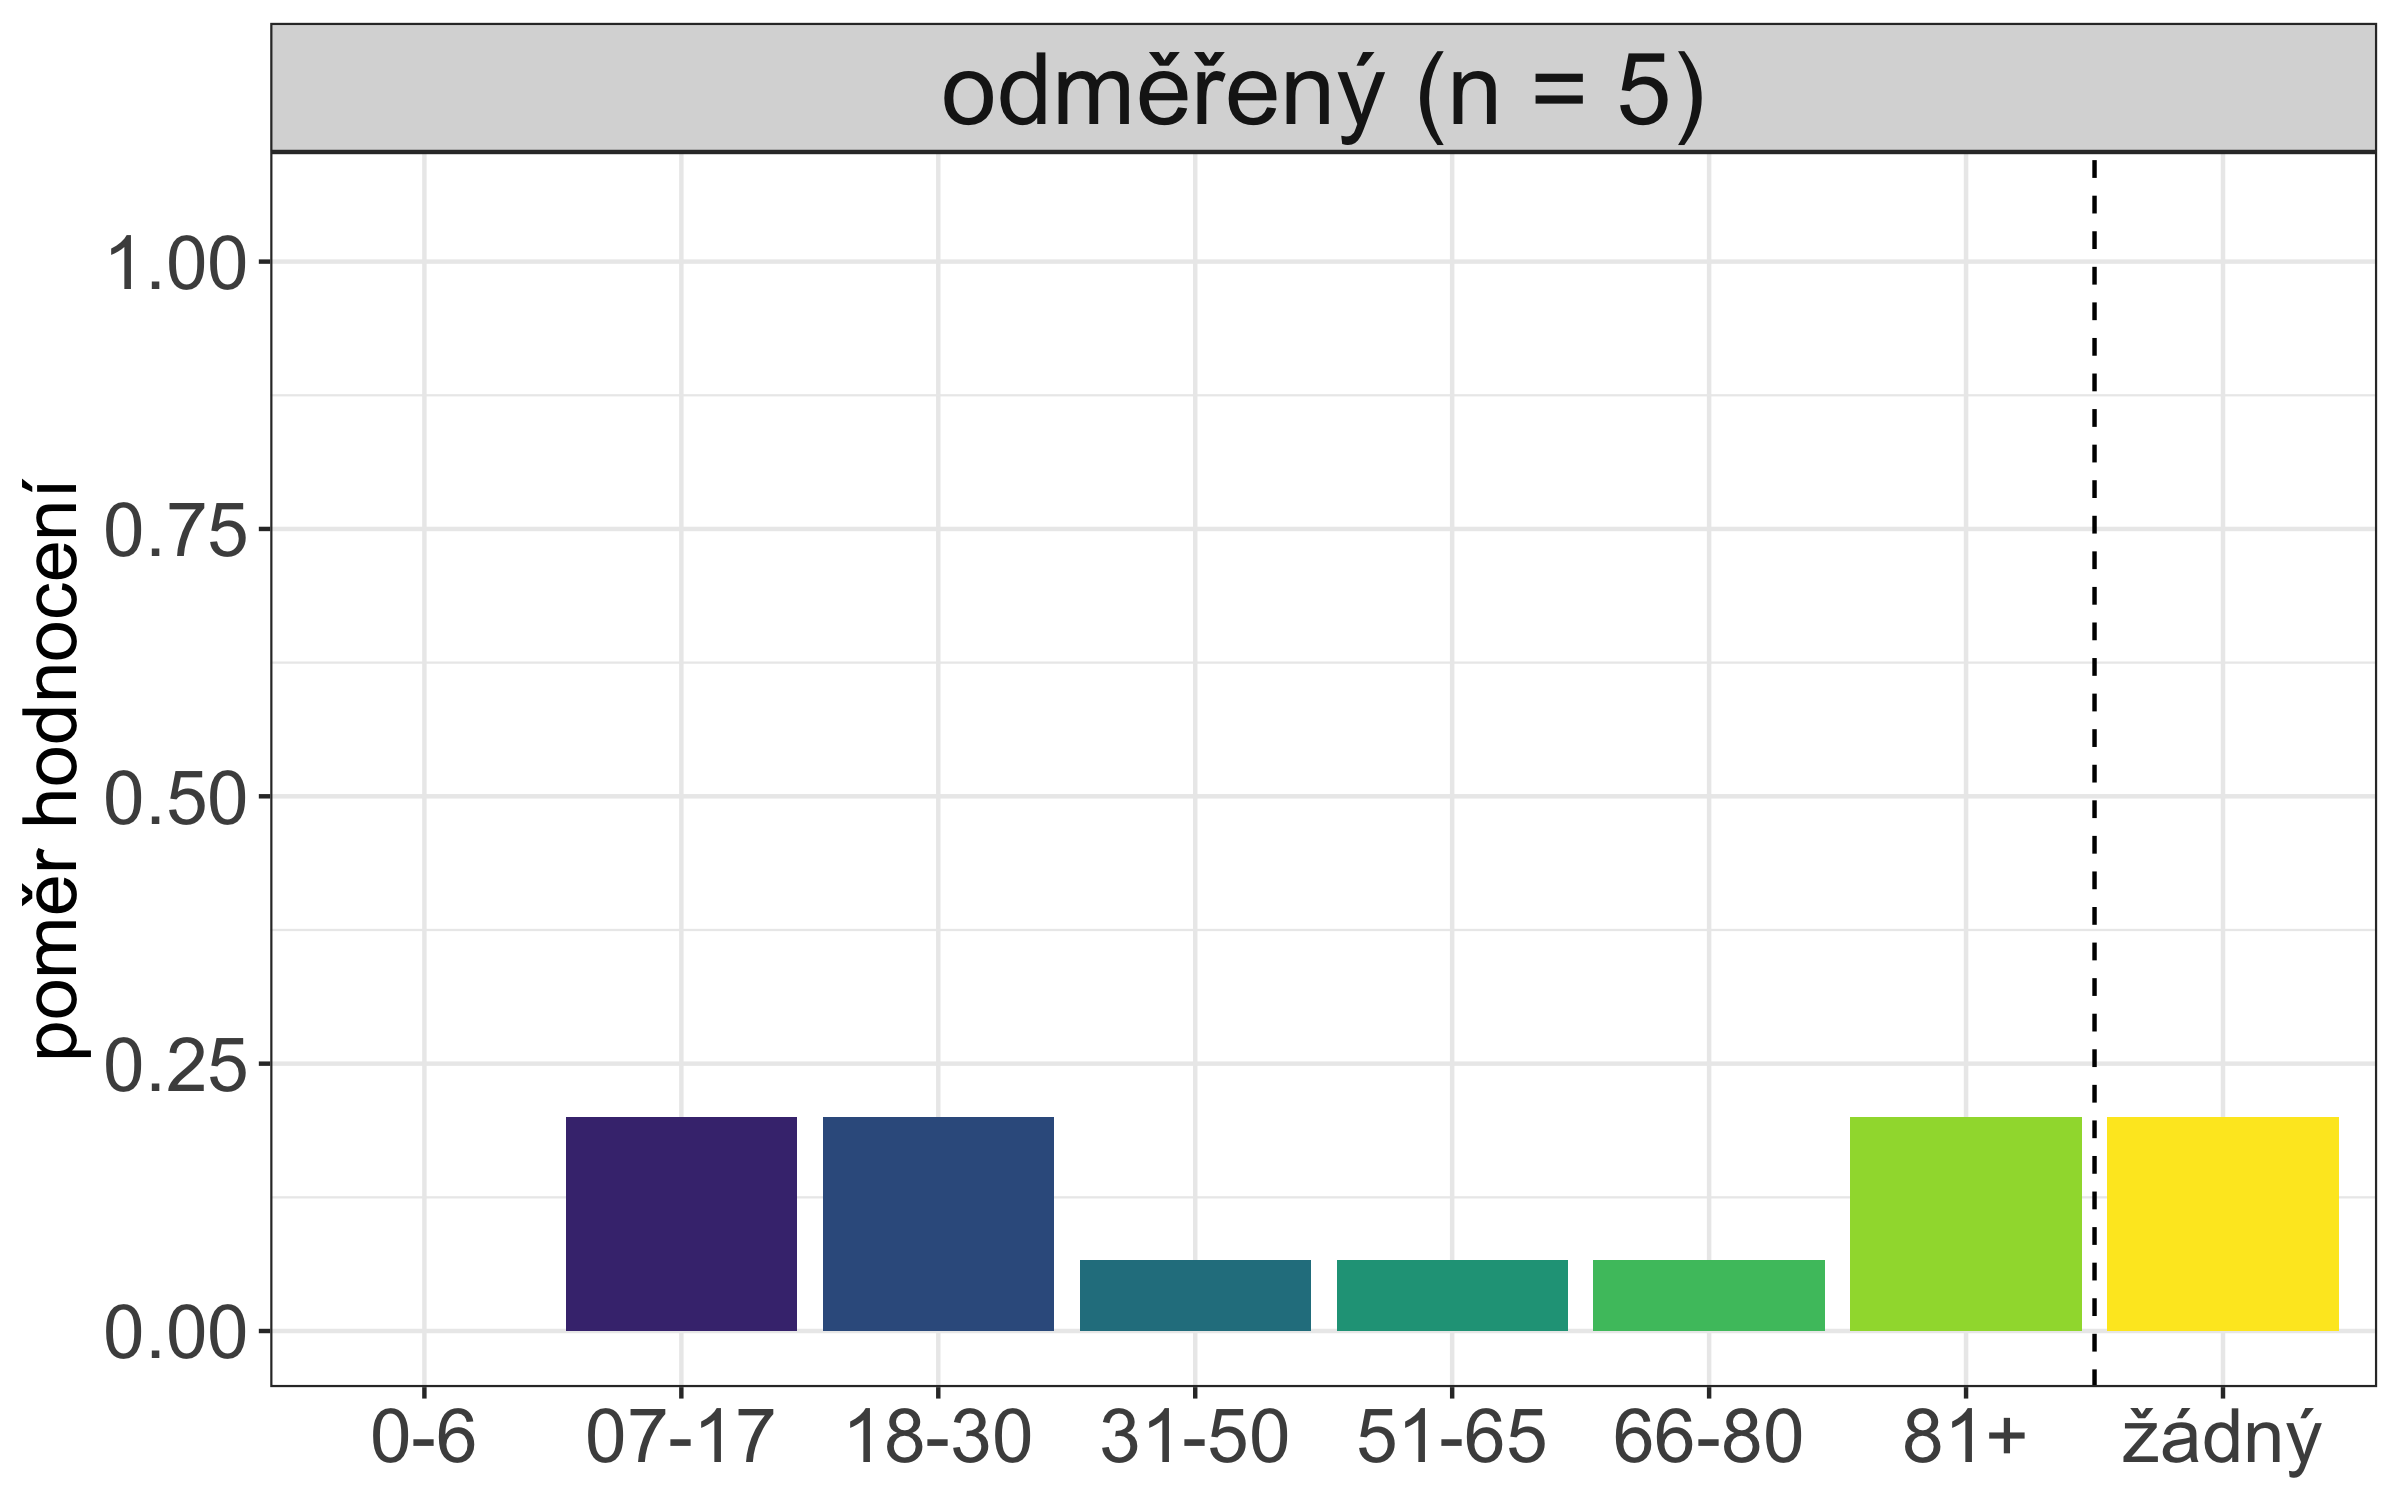 odměřený (n = 5)
poměr hodnocení
1.00
0.75
0.50
0.25
0.00
0-6 07-17 18-30 31-50 51-65 66-80 81+ žádný